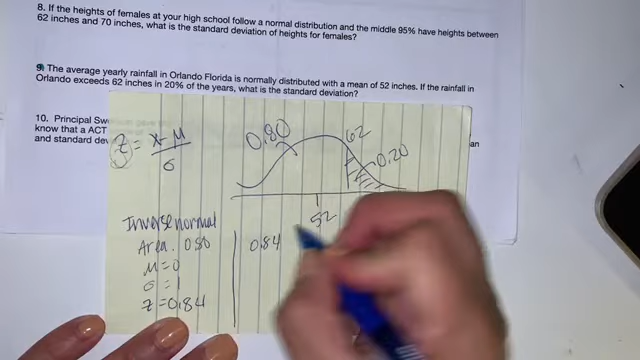 8. If the heights of females at your high school follow a normal distribution and the middle 95% have heights between
62 inches and 70 inches, what is the standard deviation of heights for females?
9. The average yearly rainfall in Orlando Florida is normally distributed with a mean of 52 inches. If the rainfall in
Orlando exceeds 62 inches in 20% of the years, what is the standard deviation?
10. Principal Sw
know that a ACT
and standard dev
an
z = x - μ
σ
0.80
62
0.20
52
Inverse normal
Area: 0.80
μ = 0
σ = 1
z = 0.84
0.84